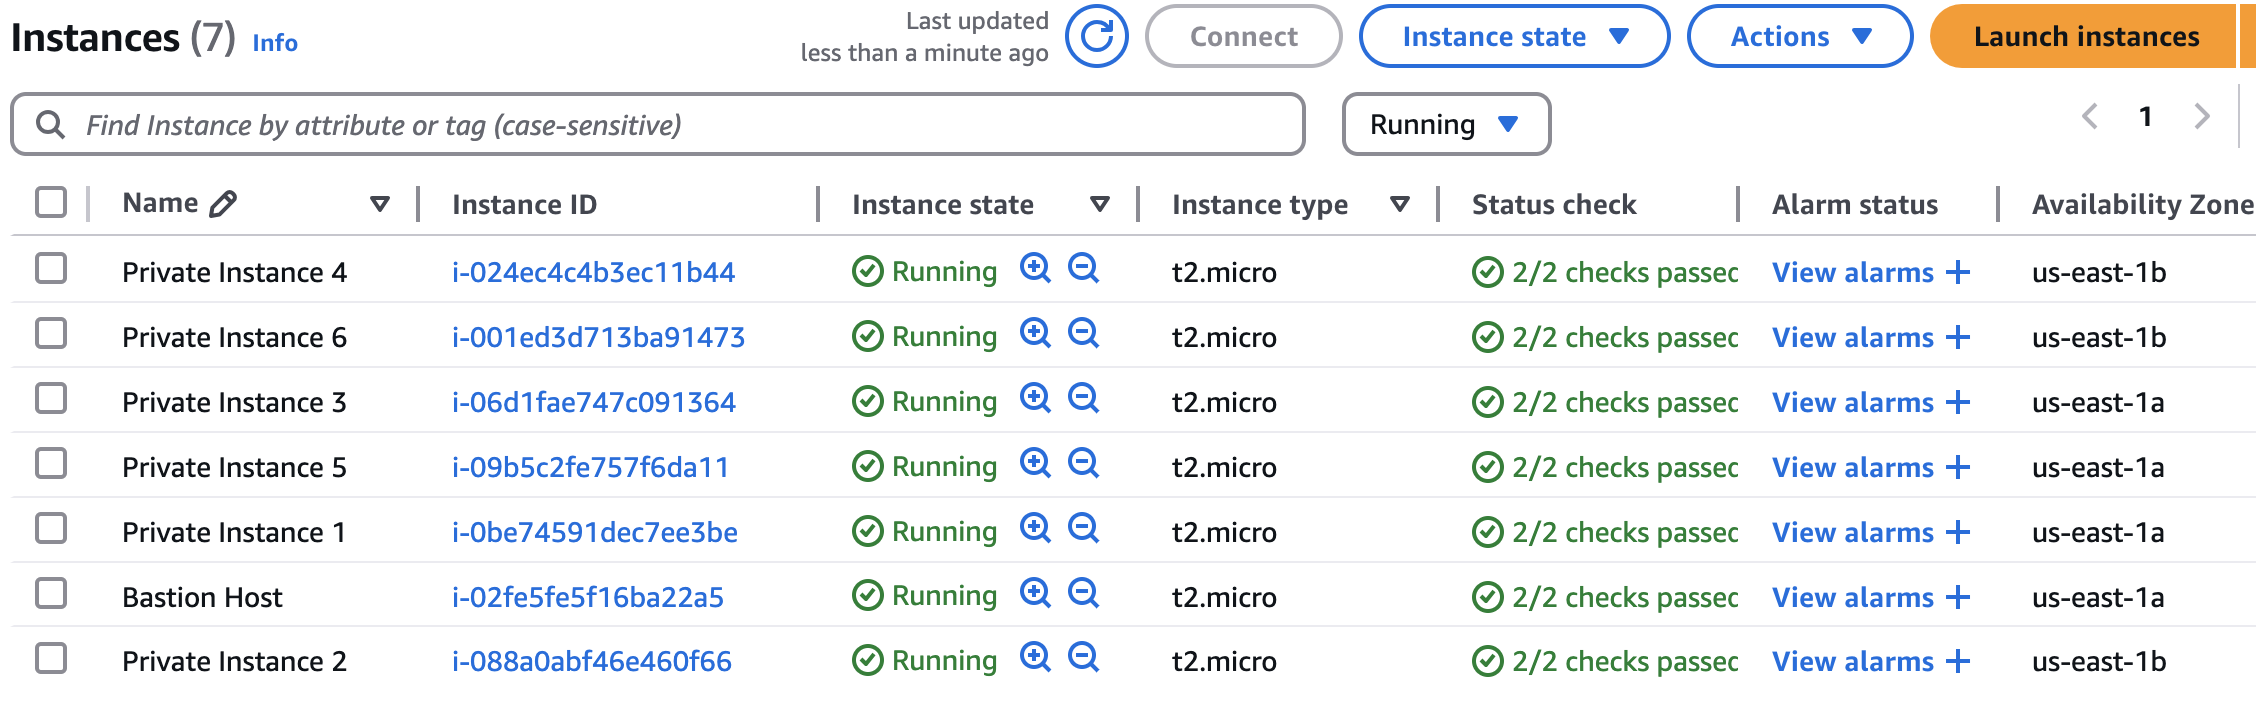 Instances (7) Info
Last updated
less than a minute ago
Connect
Instance state
Actions
Launch instances
Find Instance by attribute or tag (case-sensitive)
Running
1
Name Instance ID Instance state Instance type Status check Alarm status Availability Zone
Private Instance 4 i-024ec4c4b3ec11b44 Running t2.micro 2/2 checks passec View alarms + us-east-1b
Private Instance 6 i-001ed3d713ba91473 Running t2.micro 2/2 checks passec View alarms + us-east-1b
Private Instance 3 i-06d1fae747c091364 Running t2.micro 2/2 checks passec View alarms + us-east-1a
Private Instance 5 i-09b5c2fe757f6da11 Running t2.micro 2/2 checks passec View alarms + us-east-1a
Private Instance 1 i-0be74591dec7ee3be Running t2.micro 2/2 checks passec View alarms + us-east-1a
Bastion Host i-02fe5fe5f16ba22a5 Running t2.micro 2/2 checks passec View alarms + us-east-1a
Private Instance 2 i-088a0abf46e460f66 Running t2.micro 2/2 checks passec View alarms + us-east-1b